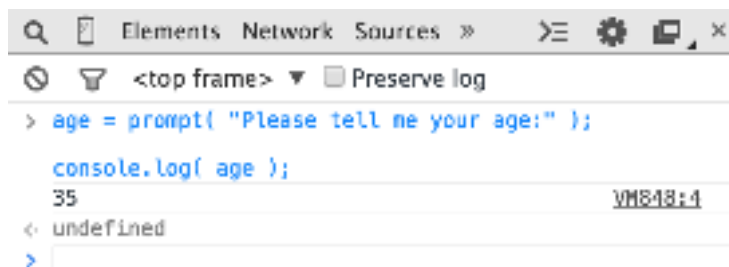 Elements Network Sources »
<top frame> ▼ Preserve log
> age = prompt( "Please tell me your age:" );
console.log( age );
35 VM848:4
undefined
>